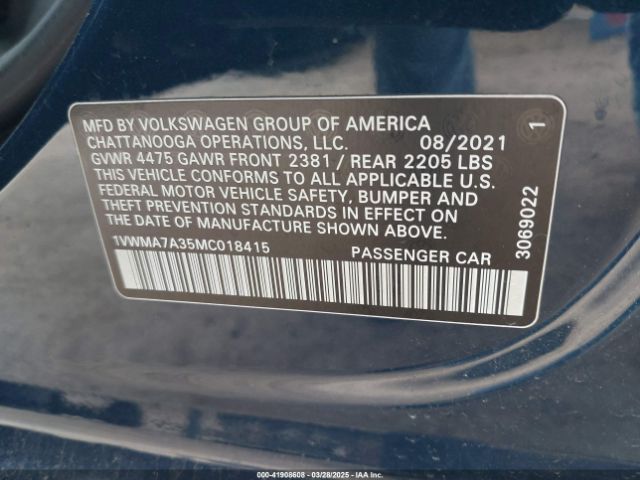 MFD BY VOLKSWAGEN GROUP OF AMERICA
CHATTANOOGA OPERATIONS, LLC. 08/2021
GVWR 4475 GAWR FRONT 2381 / REAR 2205 LBS
THIS VEHICLE CONFORMS TO ALL APPLICABLE U.S.
FEDERAL MOTOR VEHICLE SAFETY, BUMPER AND
THEFT PREVENTION STANDARDS IN EFFECT ON
THE DATE OF MANUFACTURE SHOWN ABOVE.
1VWMA7A35MC018415 PASSENGER CAR
3069022
1
000-41908608 | 03/28/2025 | IAA Inc.